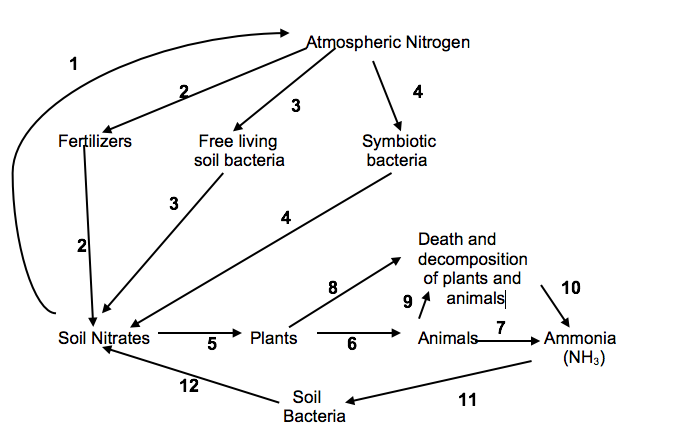 Atmospheric Nitrogen
1
2
3
4
Fertilizers
Free living
soil bacteria
Symbiotic
bacteria
3
4
2
Death and
decomposition
of plants and
animals
8
9
10
Soil Nitrates
5
Plants
6
Animals
7
Ammonia
(NH₃)
12
Soil
Bacteria
11